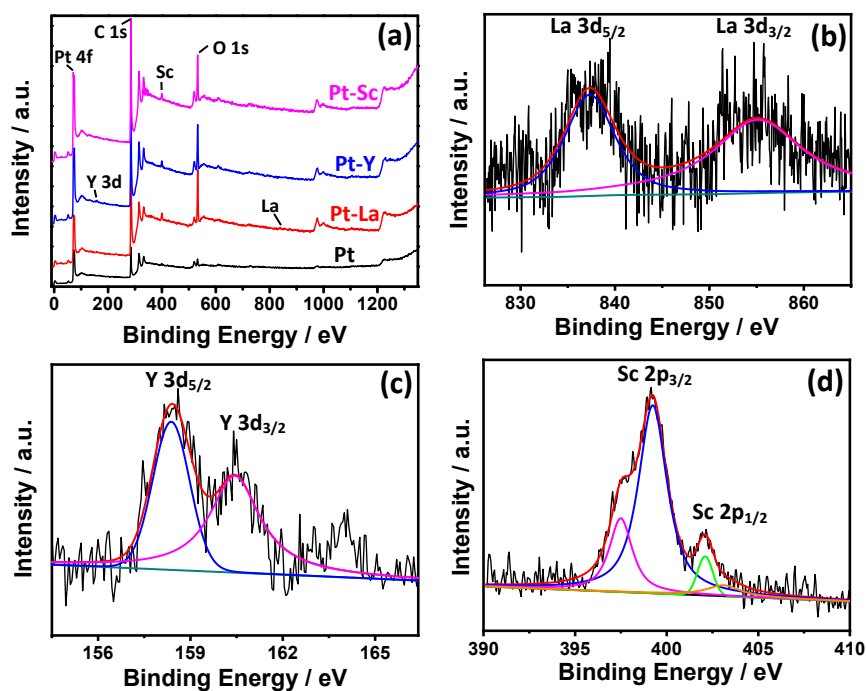 (a)
C 1s
Pt 4f
O 1s
Sc
Pt-Sc
Y 3d
Pt-Y
La
Pt-La
Pt
Intensity / a.u.
0 200 400 600 800 1000 1200
Binding Energy / eV
(b)
La 3d5/2 La 3d3/2
Intensity / a.u.
830 840 850 860
Binding Energy / eV
(c)
Y 3d5/2
Y 3d3/2
Intensity / a.u.
156 159 162 165
Binding Energy / eV
(d)
Sc 2p3/2
Sc 2p1/2
Intensity / a.u.
390 395 400 405 410
Binding Energy / eV